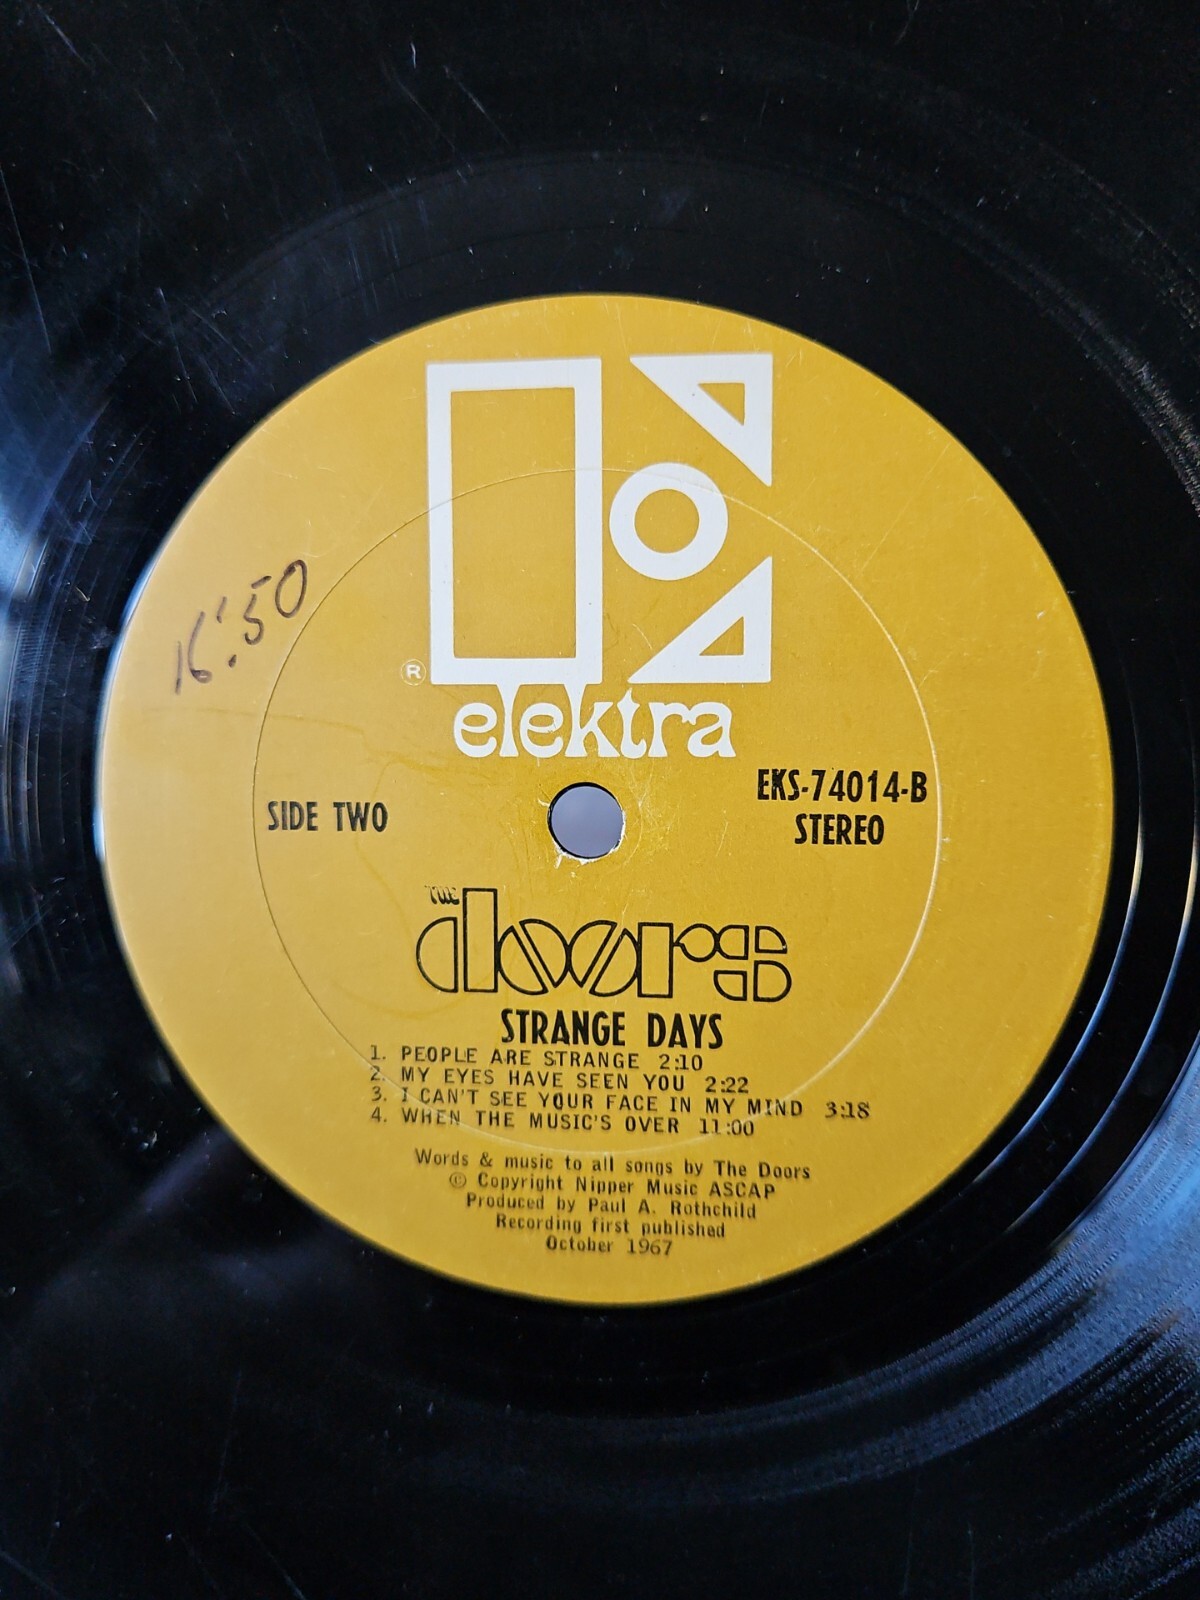 ®
elektra
16:50
SIDE TWO
EKS-74014-B
STEREO
THE
doors
STRANGE DAYS
1. PEOPLE ARE STRANGE 2:10
2. MY EYES HAVE SEEN YOU 2:22
3. I CAN'T SEE YOUR FACE IN MY MIND 3:18
4. WHEN THE MUSIC'S OVER 11:00
Words & music to all songs by The Doors
© Copyright Nipper Music ASCAP
Produced by Paul A. Rothchild
Recording first published
October 1967